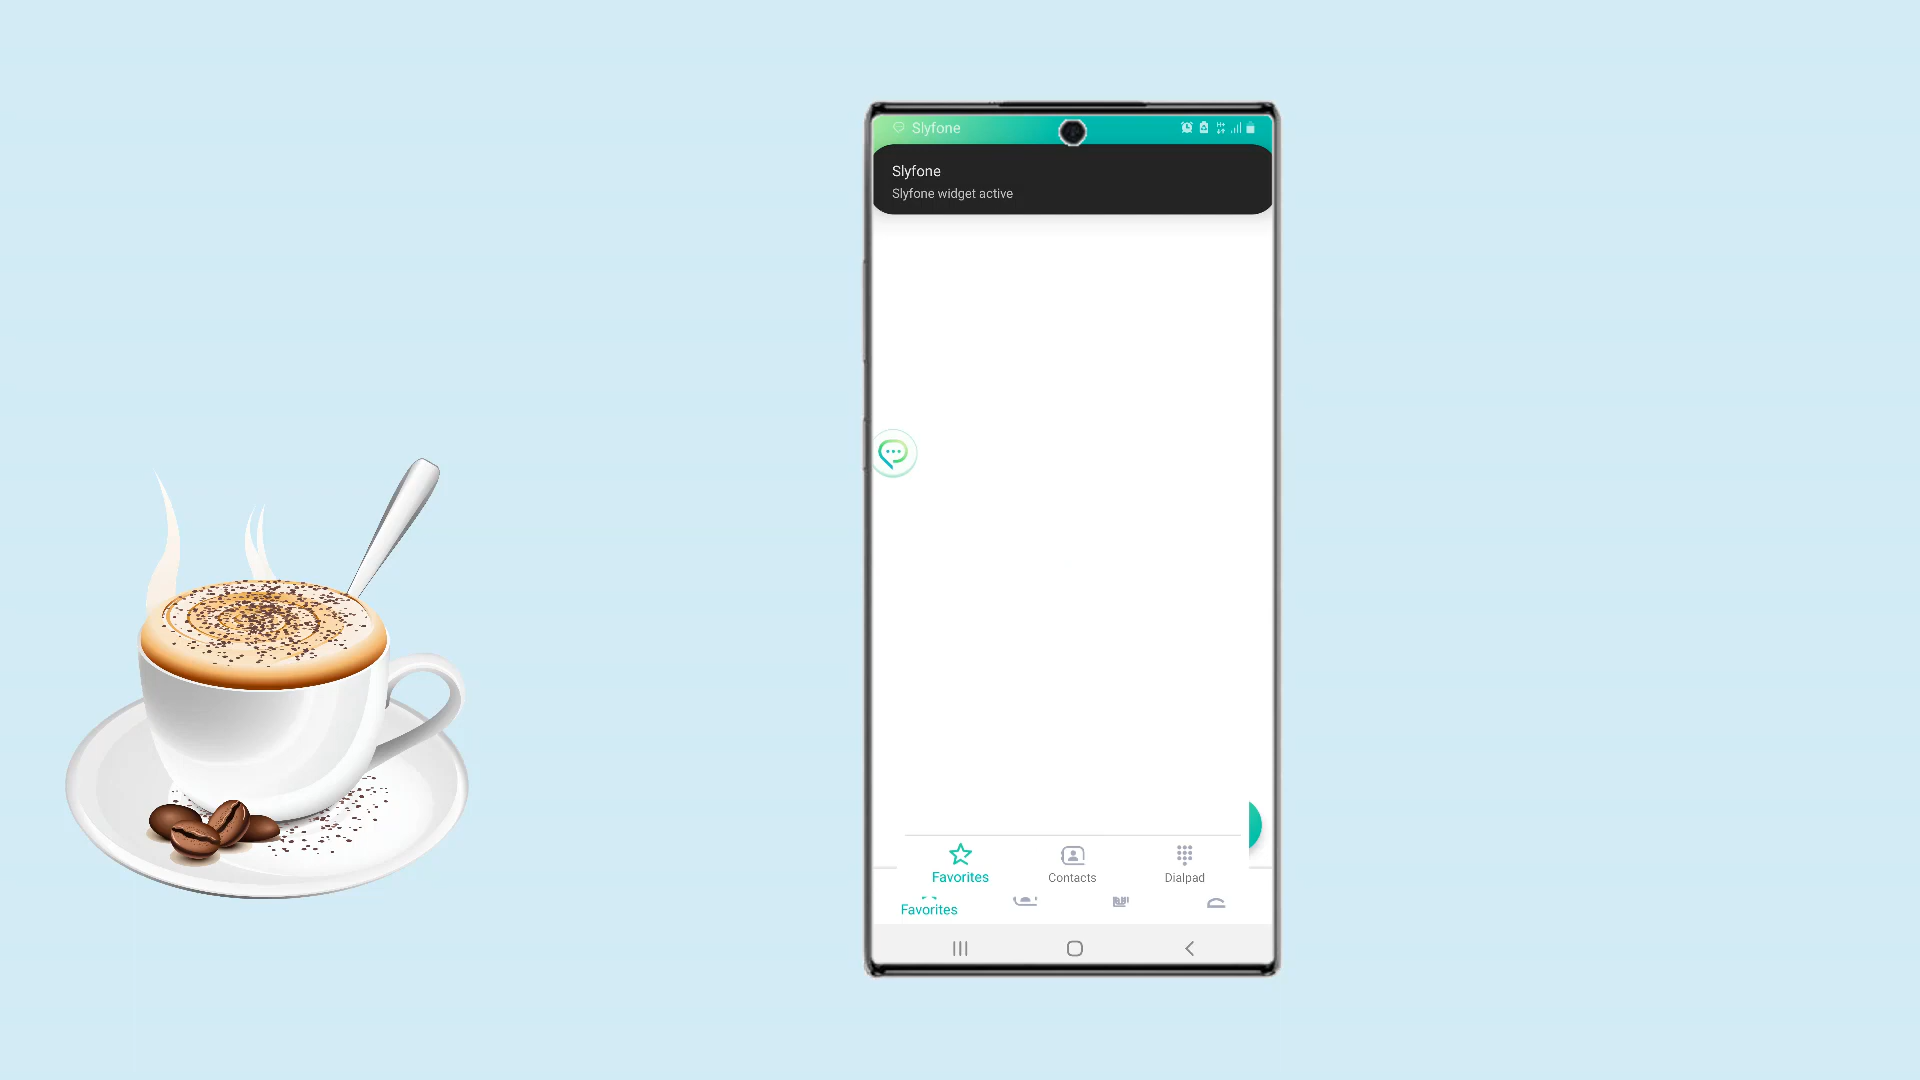 Slyfone
Slyfone
Slyfone widget active
Favorites
Contacts
Dialpad
Favorites